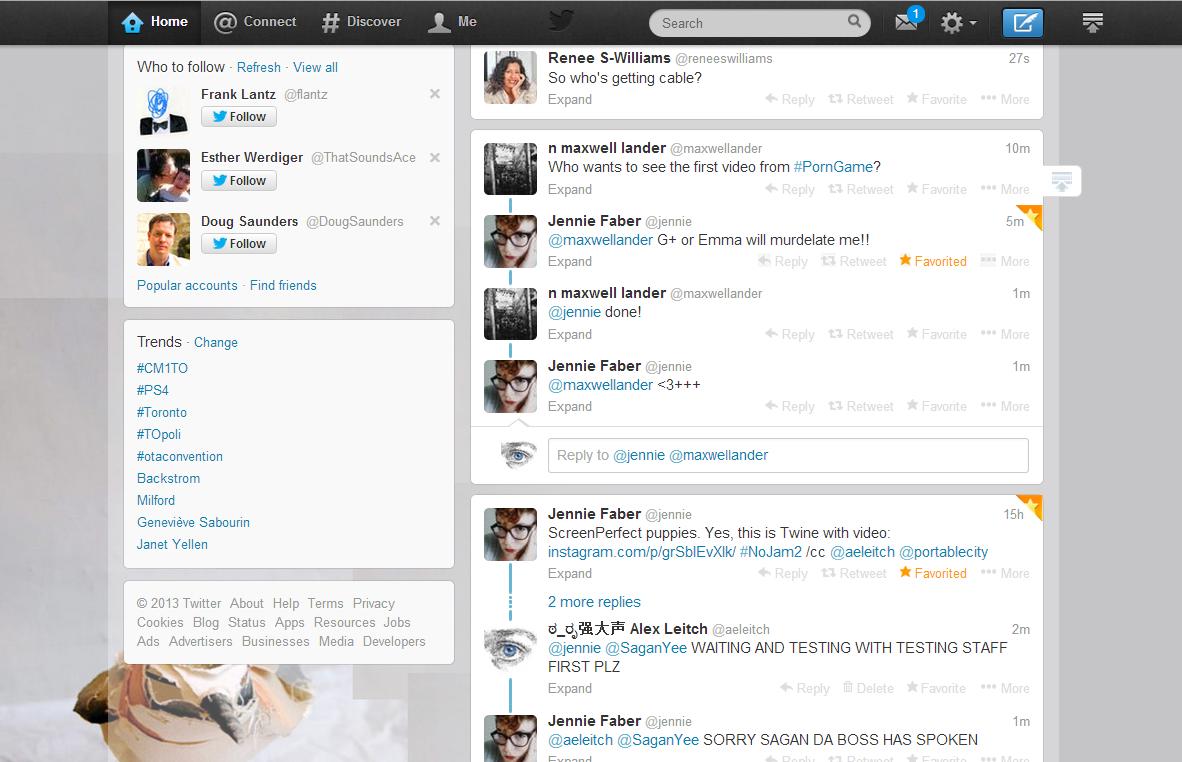 Home Connect Discover Me Search 1
Who to follow · Refresh · View all
Frank Lantz @flantz
Follow
Esther Werdiger @ThatSoundsAce
Follow
Doug Saunders @DougSaunders
Follow
Popular accounts · Find friends
Trends · Change
#CM1TO
#PS4
#Toronto
#TOpoli
#otaconvention
Backstrom
Milford
Geneviève Sabourin
Janet Yellen
© 2013 Twitter About Help Terms Privacy
Cookies Blog Status Apps Resources Jobs
Ads Advertisers Businesses Media Developers
Renee S-Williams @reneeswilliams 27s
So who's getting cable?
Expand Reply Retweet Favorite More
n maxwell lander @maxwellander 10m
Who wants to see the first video from #PornGame?
Expand Reply Retweet Favorite More
Jennie Faber @jennie 5m
@maxwellander G+ or Emma will murdelate me!!
Expand Reply Retweet Favorited More
n maxwell lander @maxwellander 1m
@jennie done!
Expand Reply Retweet Favorite More
Jennie Faber @jennie 1m
@maxwellander <3+++
Expand Reply Retweet Favorite More
Reply to @jennie @maxwellander
Jennie Faber @jennie 15h
ScreenPerfect puppies. Yes, this is Twine with video:
instagram.com/p/grSblEvXlk/ #NoJam2 /cc @aeleitch @portablecity
Expand Reply Retweet Favorited More
2 more replies
ಠ_ಠ强大声 Alex Leitch @aeleitch 2m
@jennie @SaganYee WAITING AND TESTING WITH TESTING STAFF
FIRST PLZ
Expand Reply Delete Favorite More
Jennie Faber @jennie 1m
@aeleitch @SaganYee SORRY SAGAN DA BOSS HAS SPOKEN
Expand Reply Retweet Favorite More